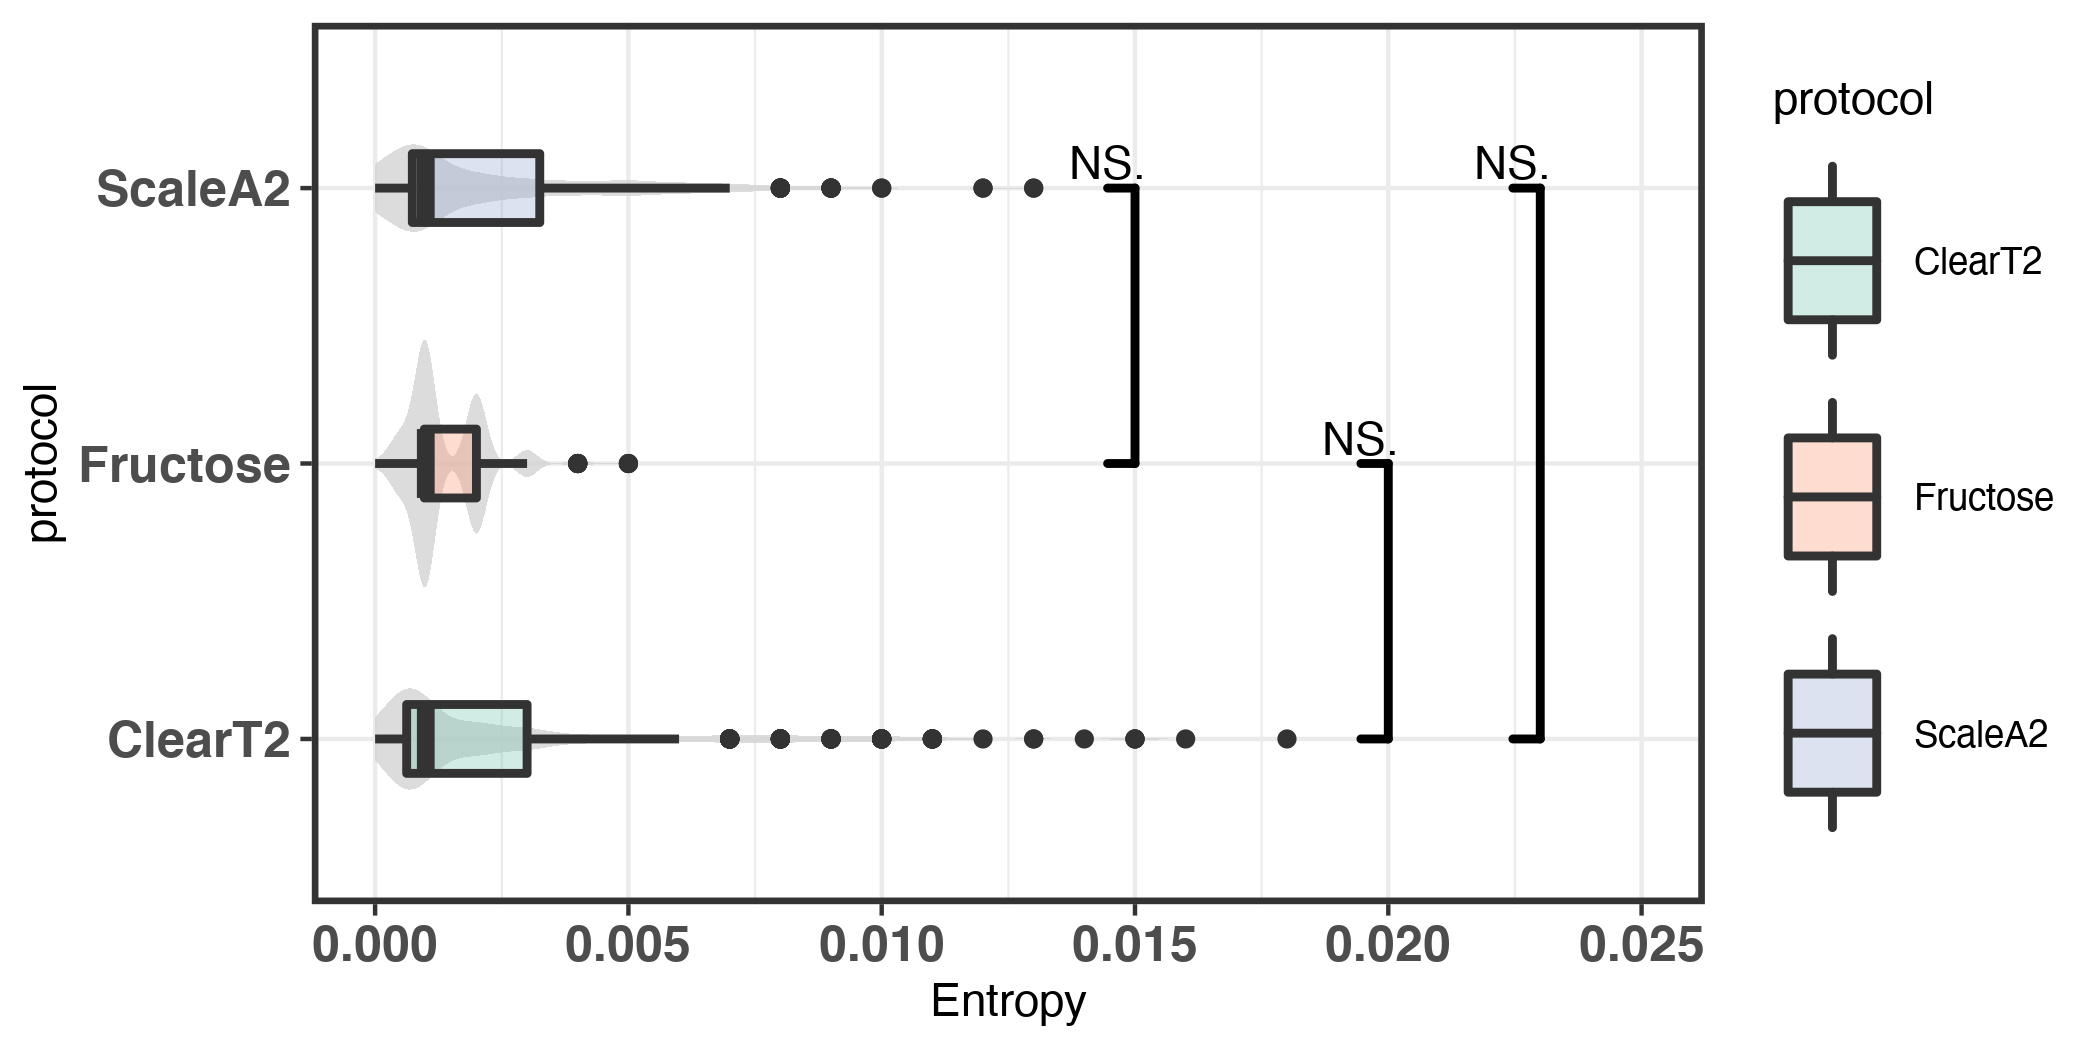 protocol
ScaleA2
NS.
NS.
Fructose
NS.
ClearT2
0.000
0.005
0.010
0.015
0.020
0.025
Entropy
protocol
ClearT2
Fructose
ScaleA2